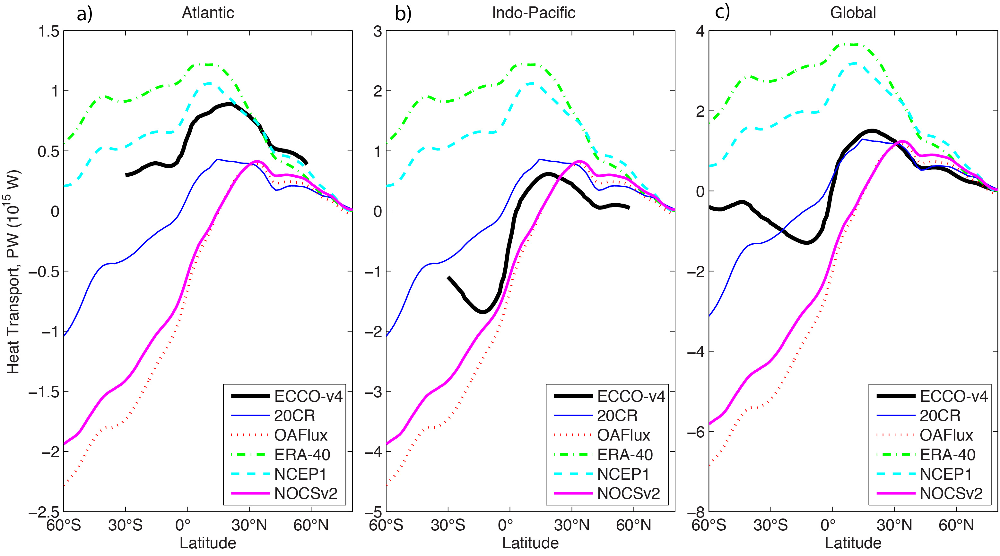 a) Atlantic
b) Indo-Pacific
c) Global
Heat Transport, PW (10^15 W)
1.5
1
0.5
0
−0.5
−1
−1.5
−2
−2.5
60°S 30°S 0° 30°N 60°N
Latitude
ECCO-v4
20CR
OAFlux
ERA-40
NCEP1
NOCSv2
3
2
1
0
−1
−2
−3
−4
−5
60°S 30°S 0° 30°N 60°N
Latitude
ECCO-v4
20CR
OAFlux
ERA-40
NCEP1
NOCSv2
4
2
0
−2
−4
−6
−8
60°S 30°S 0° 30°N 60°N
Latitude
ECCO-v4
20CR
OAFlux
ERA-40
NCEP1
NOCSv2